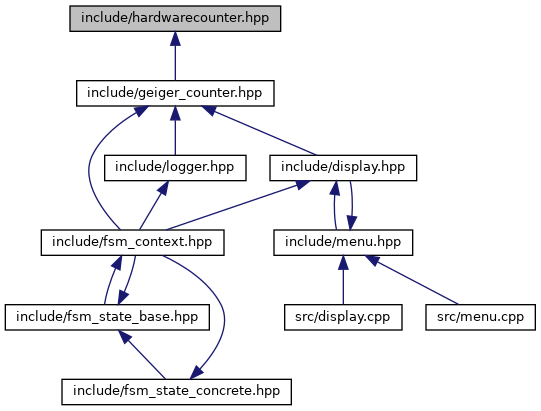 include/hardwarecounter.hpp
include/geiger_counter.hpp
include/logger.hpp
include/display.hpp
include/fsm_context.hpp
include/menu.hpp
include/fsm_state_base.hpp
src/display.cpp
src/menu.cpp
include/fsm_state_concrete.hpp